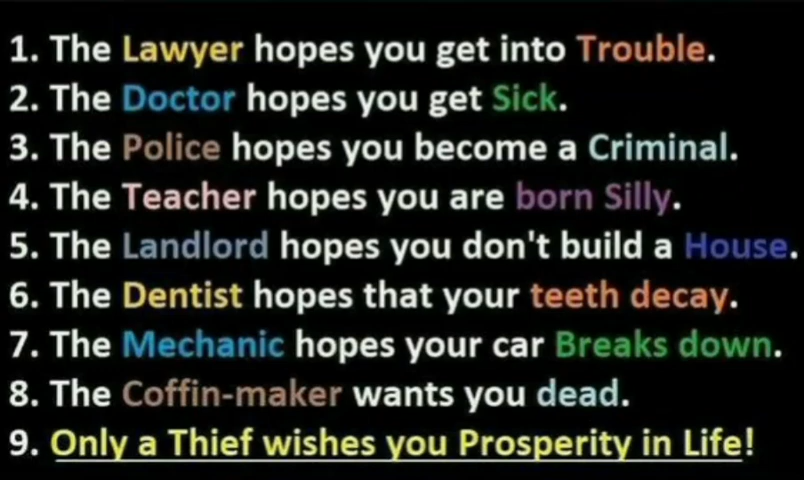 1. The Lawyer hopes you get into Trouble.
2. The Doctor hopes you get Sick.
3. The Police hopes you become a Criminal.
4. The Teacher hopes you are born Silly.
5. The Landlord hopes you don't build a House.
6. The Dentist hopes that your teeth decay.
7. The Mechanic hopes your car Breaks down.
8. The Coffin-maker wants you dead.
9. Only a Thief wishes you Prosperity in Life!